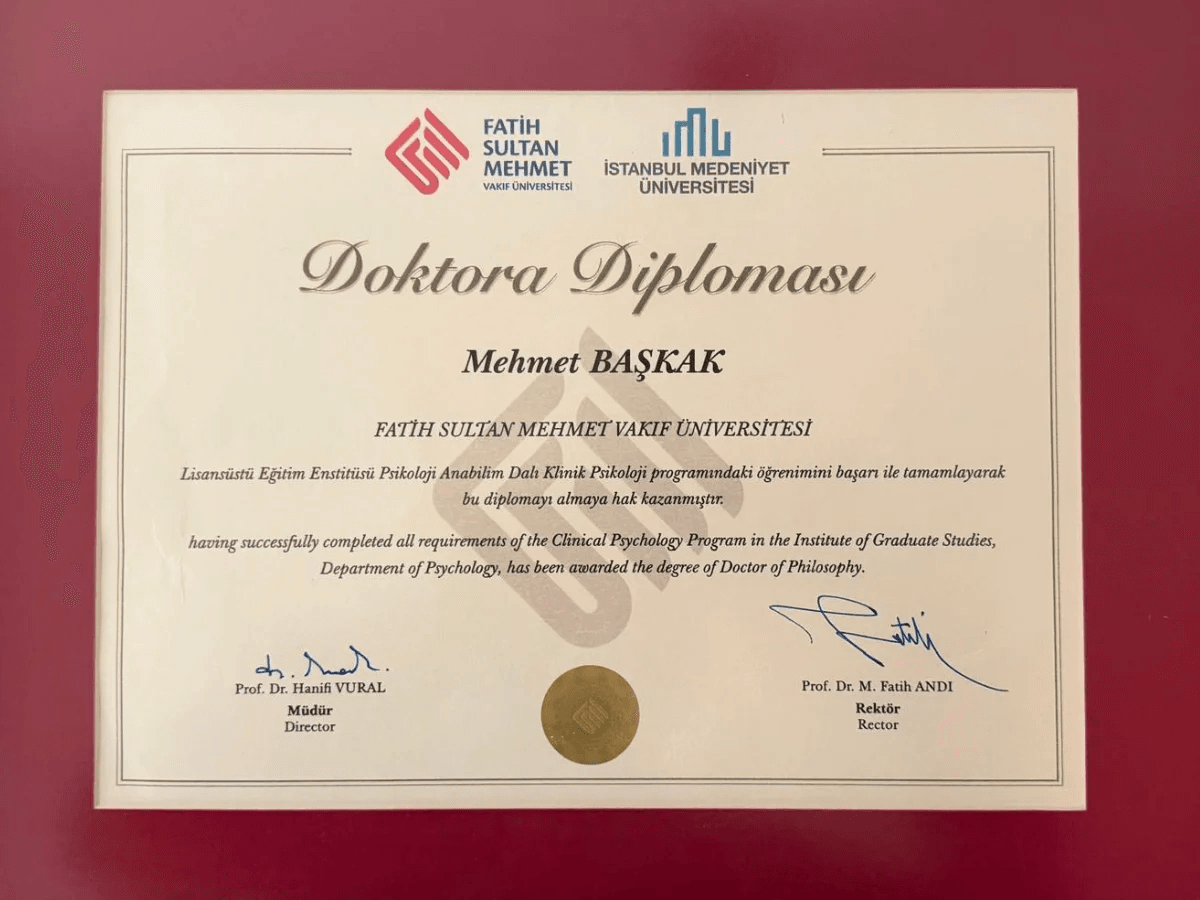 FATİH
SULTAN
MEHMET
VAKIF ÜNİVERSİTESİ
İSTANBUL MEDENİYET
ÜNİVERSİTESİ
Doktora Diploması
Mehmet BAŞKAK
FATİH SULTAN MEHMET VAKIF ÜNİVERSİTESİ
Lisansüstü Eğitim Enstitüsü Psikoloji Anabilim Dalı Klinik Psikoloji programındaki öğrenimini başarı ile tamamlayarak
bu diplomayı almaya hak kazanmıştır.
having successfully completed all requirements of the Clinical Psychology Program in the Institute of Graduate Studies,
Department of Psychology, has been awarded the degree of Doctor of Philosophy.
Prof. Dr. Hanifi VURAL
Müdür
Director
Prof. Dr. M. Fatih ANDI
Rektör
Rector